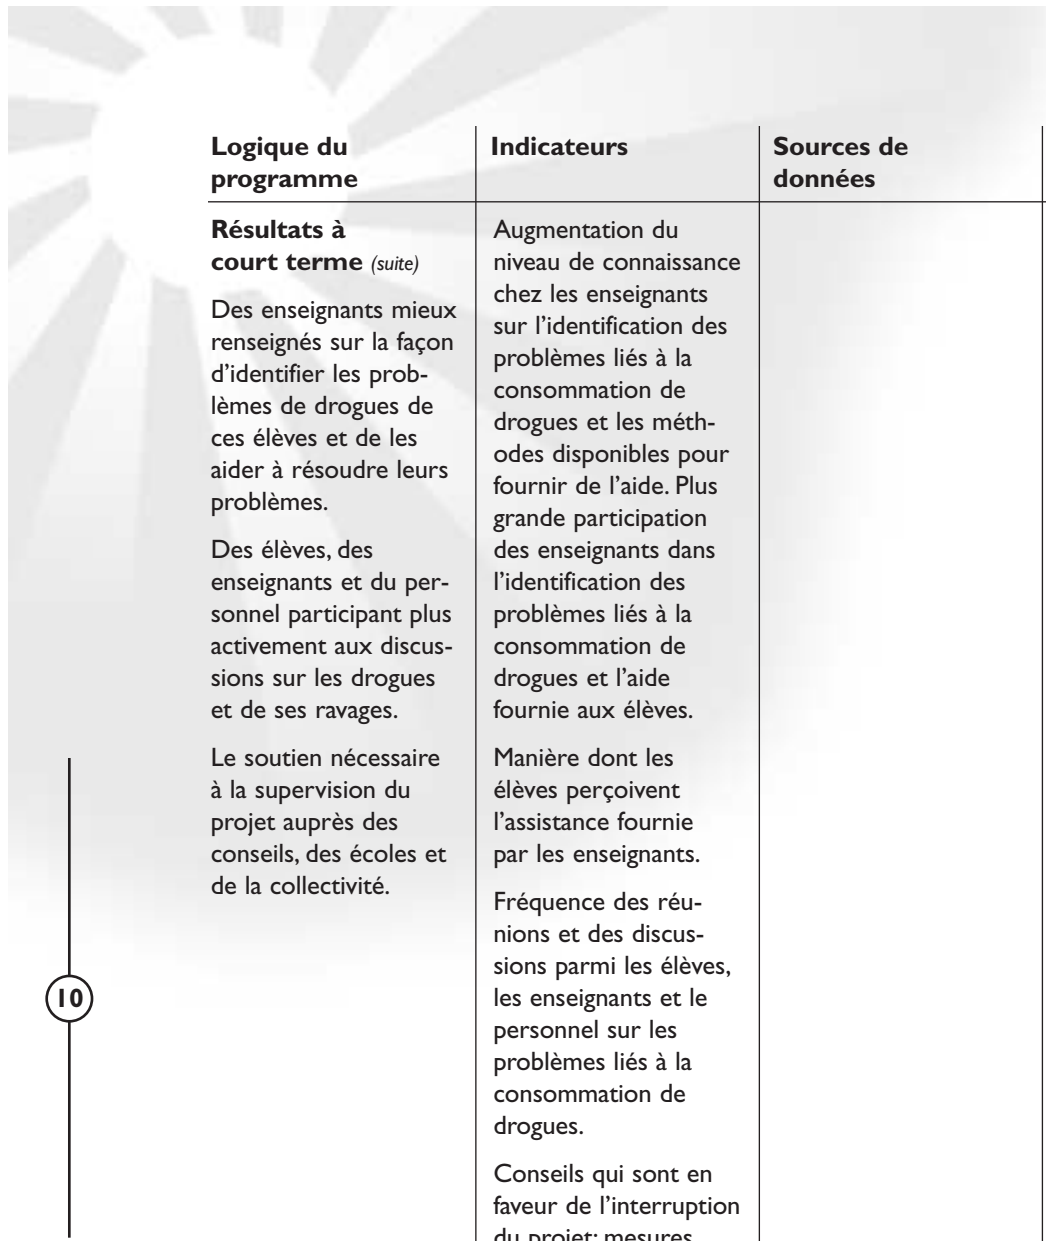 Logique du
programme
Indicateurs
Sources de
données
Résultats à
court terme (suite)
Des enseignants mieux
renseignés sur la façon
d'identifier les prob-
lèmes de drogues de
ces élèves et de les
aider à résoudre leurs
problèmes.
Des élèves, des
enseignants et du per-
sonnel participant plus
activement aux discus-
sions sur les drogues
et de ses ravages.
Le soutien nécessaire
à la supervision du
projet auprès des
conseils, des écoles et
de la collectivité.
Augmentation du
niveau de connaissance
chez les enseignants
sur l'identification des
problèmes liés à la
consommation de
drogues et les méth-
odes disponibles pour
fournir de l'aide. Plus
grande participation
des enseignants dans
l'identification des
problèmes liés à la
consommation de
drogues et l'aide
fournie aux élèves.
Manière dont les
élèves perçoivent
l'assistance fournie
par les enseignants.
Fréquence des réu-
nions et des discus-
sions parmi les élèves,
les enseignants et le
personnel sur les
problèmes liés à la
consommation de
drogues.
Conseils qui sont en
faveur de l'interruption
du projet: mesures
10